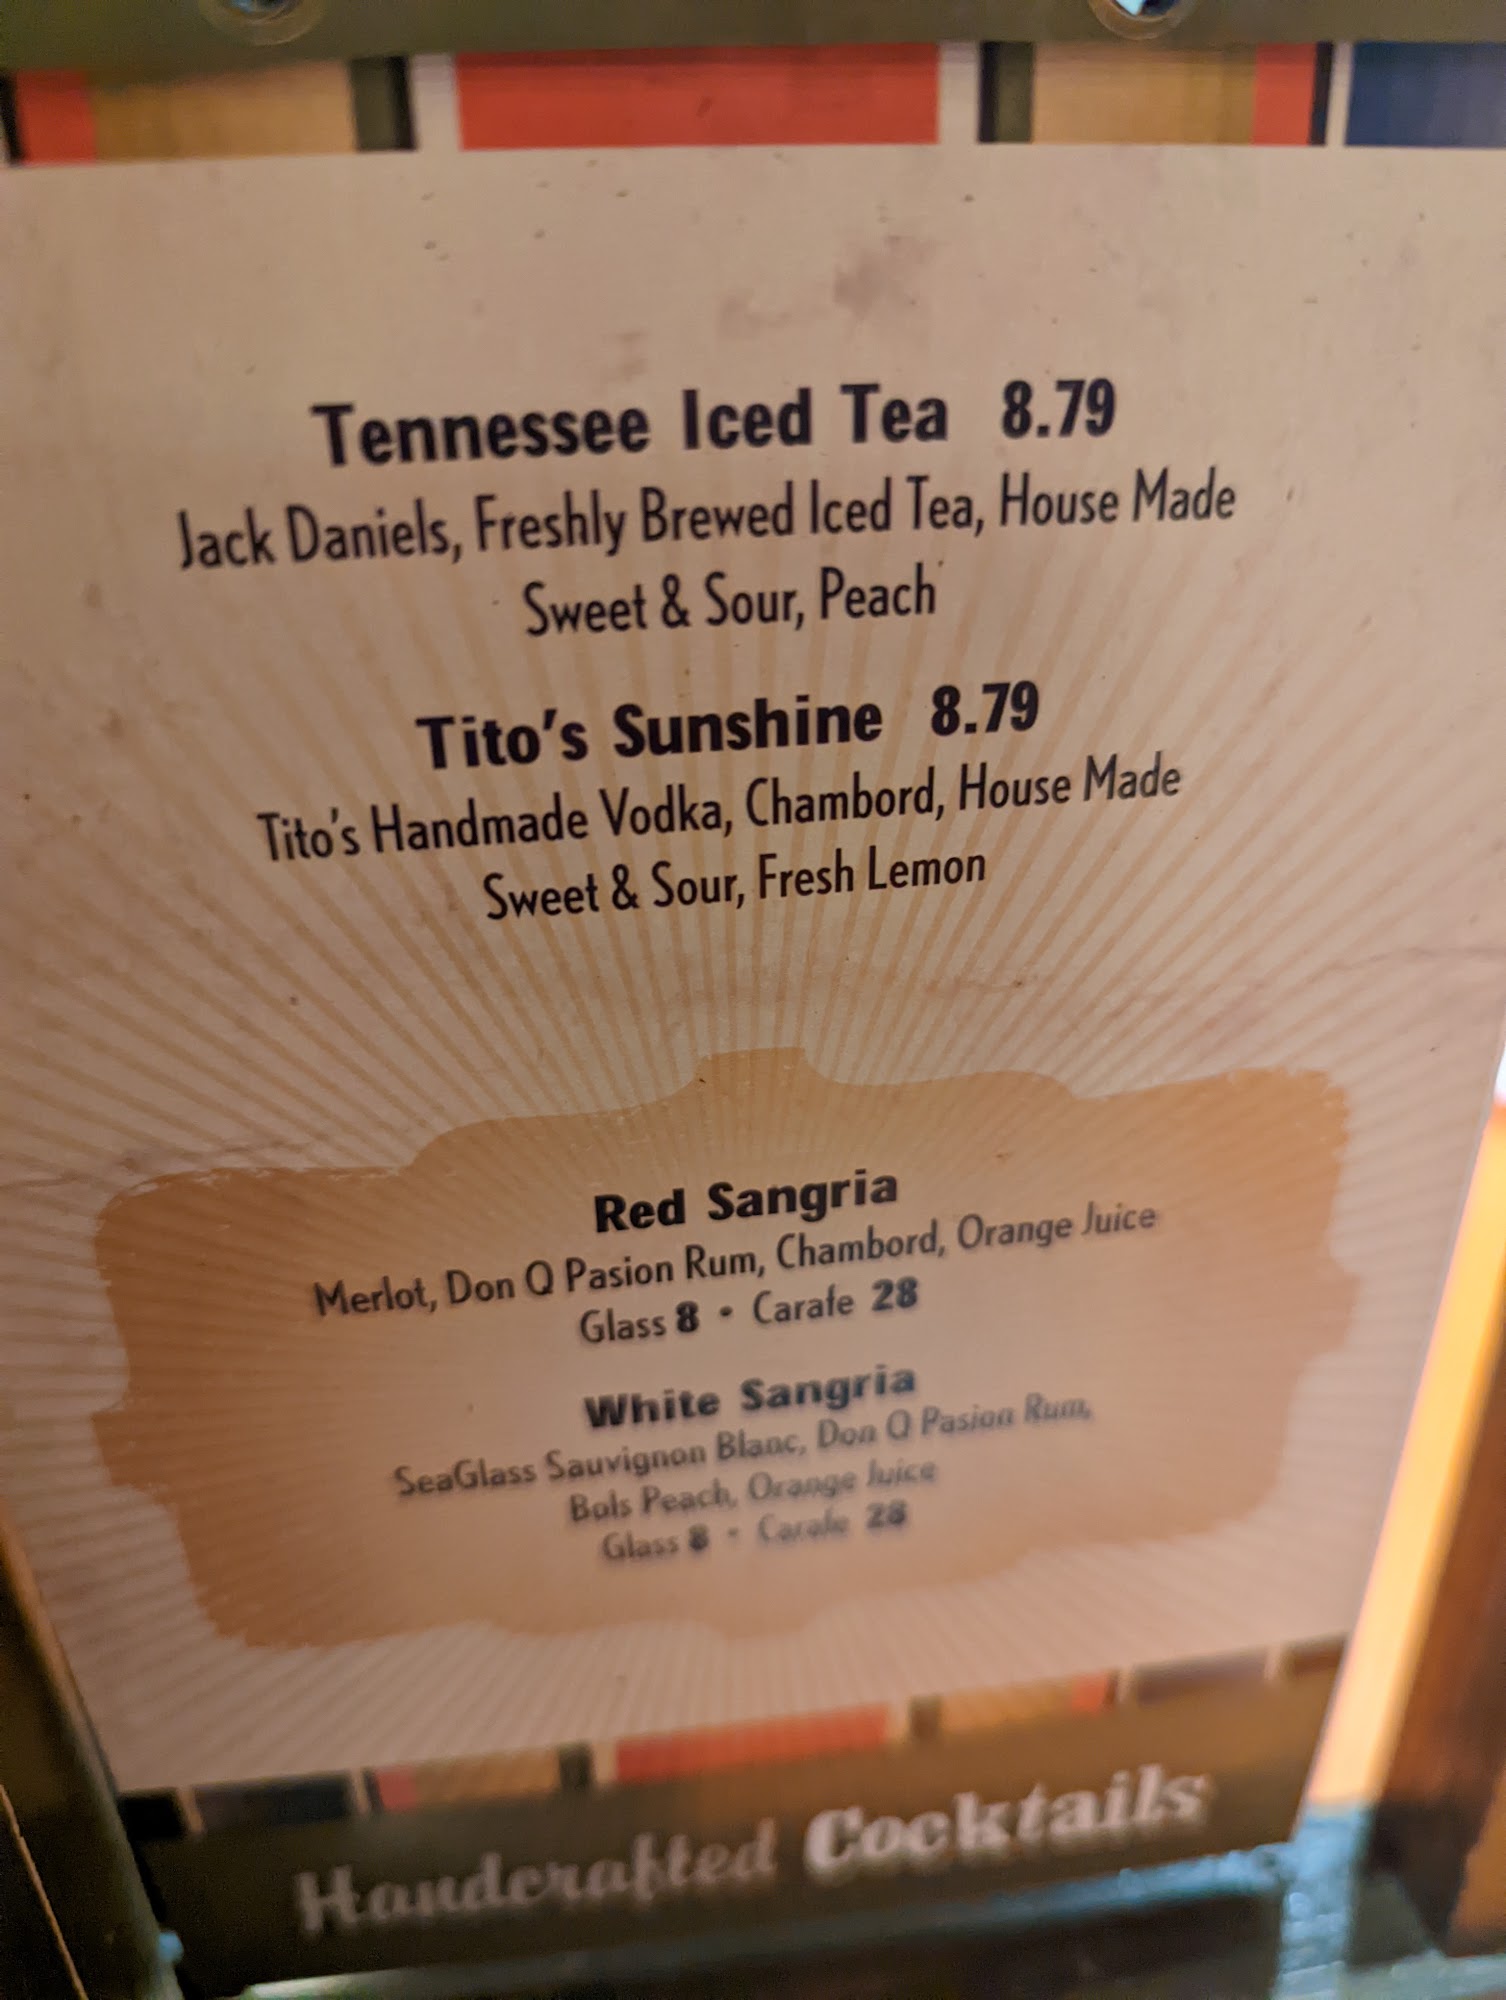 Tennessee Iced Tea 8.79
Jack Daniels, Freshly Brewed Iced Tea, House Made
Sweet & Sour, Peach
Tito's Sunshine 8.79
Tito's Handmade Vodka, Chambord, House Made
Sweet & Sour, Fresh Lemon
Red Sangria
Merlot, Don Q Pasion Rum, Chambord, Orange Juice
Glass 8 • Carafe 28
White Sangria
SeaGlass Sauvignon Blanc, Don Q Pasion Rum,
Bols Peach, Orange Juice
Glass 8 • Carafe 28
Handcrafted Cocktails